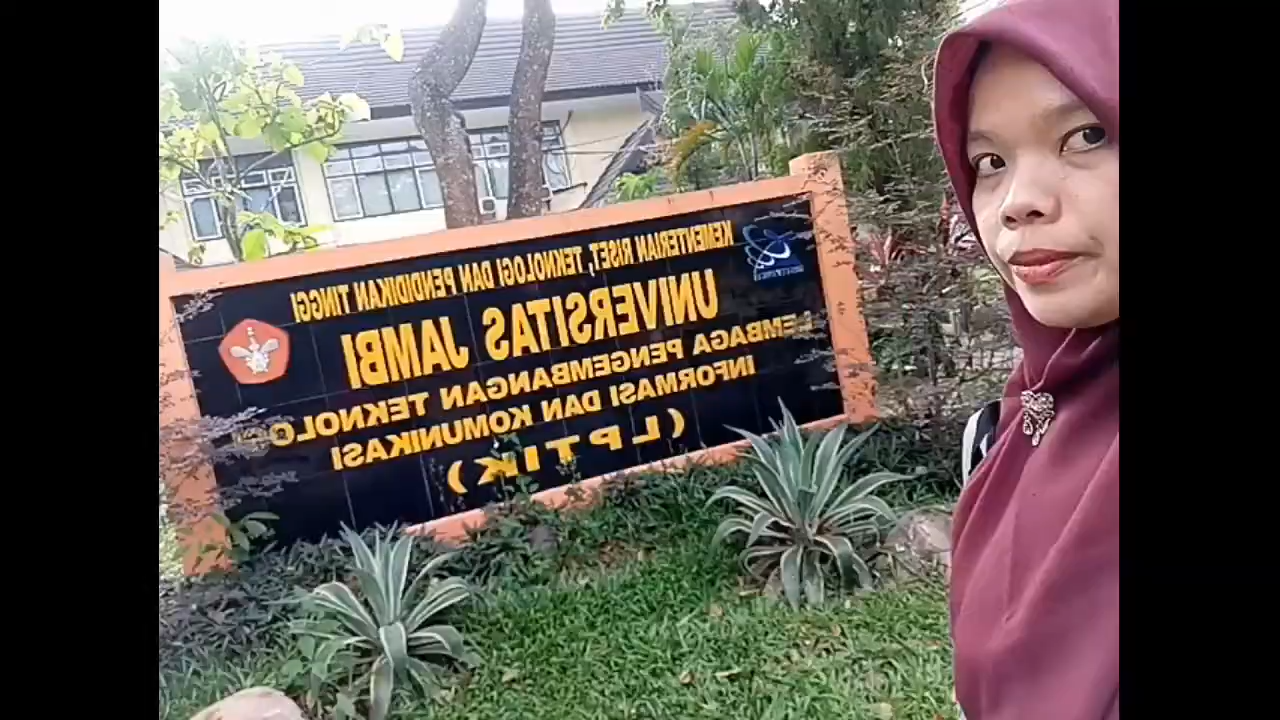 KEMENTERIAN RISET, TEKNOLOGI DAN PENDIDIKAN TINGGI
UNIVERSITAS JAMBI
LEMBAGA PENGEMBANGAN TEKNOLOGI
INFORMASI DAN KOMUNIKASI
(LPTIK)